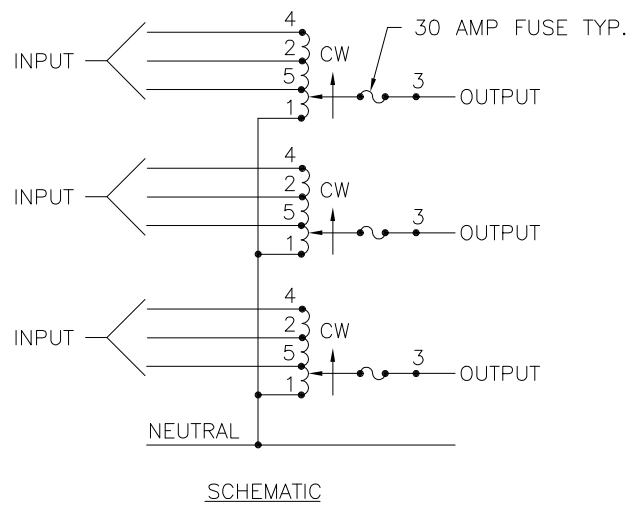 4
30 AMP FUSE TYP.
2 CW
INPUT
5
3
1
OUTPUT
4
2 CW
INPUT
5
3
1
OUTPUT
4
2 CW
INPUT
5
3
1
OUTPUT
NEUTRAL
SCHEMATIC